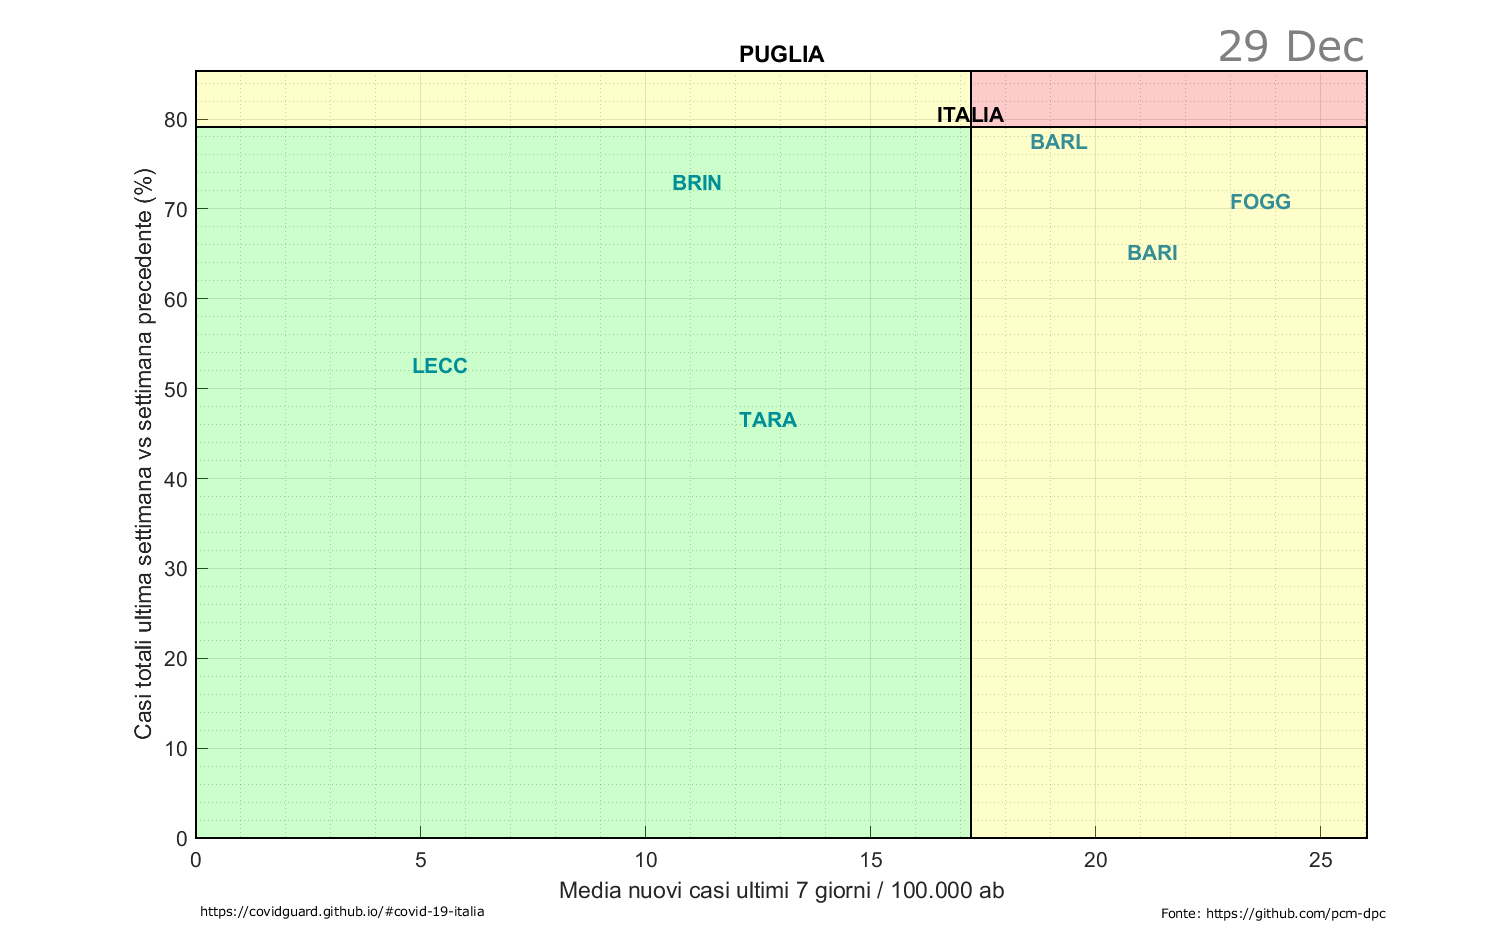 29 Dec
PUGLIA
ITALIA
BARL
BRIN
FOGG
BARI
LECC
TARA
Casi totali ultima settimana vs settimana precedente (%)
80
70
60
50
40
30
20
10
0
0 5 10 15 20 25
Media nuovi casi ultimi 7 giorni / 100.000 ab
https://covidguard.github.io/#covid-19-italia
Fonte: https://github.com/pcm-dpc